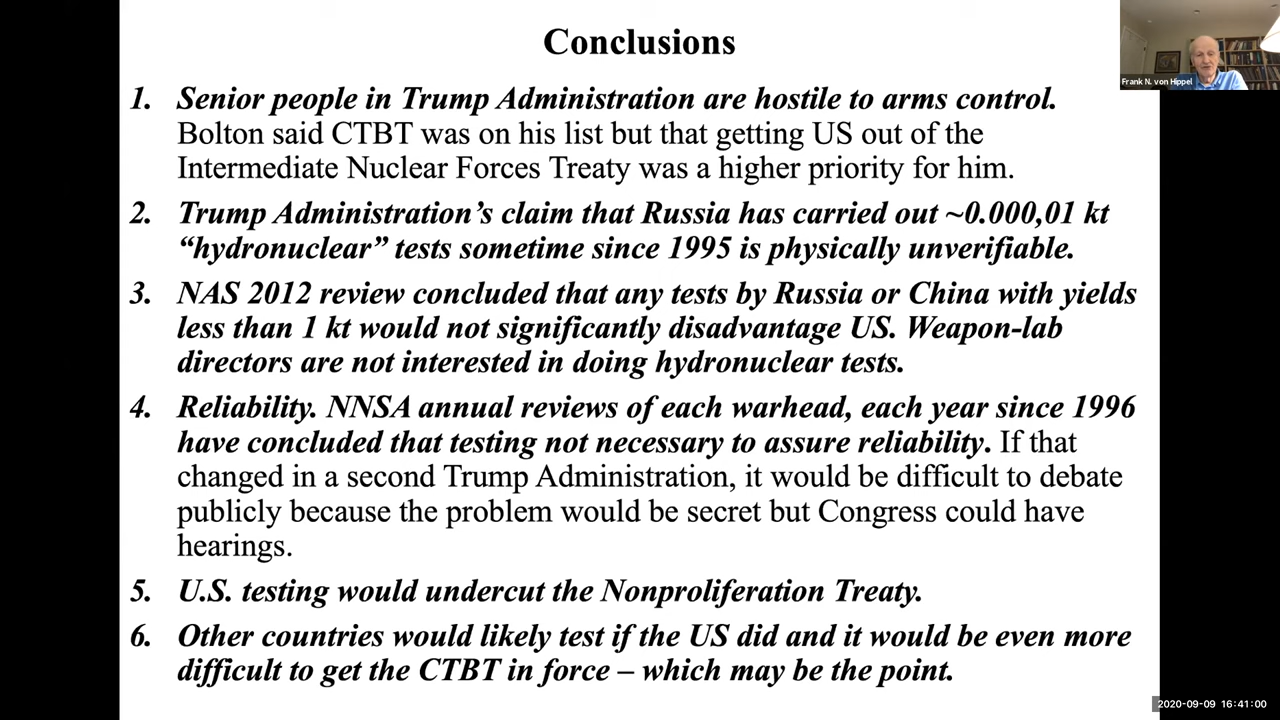 Conclusions
Frank N. von Hippel
1. Senior people in Trump Administration are hostile to arms control.
Bolton said CTBT was on his list but that getting US out of the
Intermediate Nuclear Forces Treaty was a higher priority for him.
2. Trump Administration’s claim that Russia has carried out ~0.000,01 kt
“hydronuclear” tests sometime since 1995 is physically unverifiable.
3. NAS 2012 review concluded that any tests by Russia or China with yields
less than 1 kt would not significantly disadvantage US. Weapon-lab
directors are not interested in doing hydronuclear tests.
4. Reliability. NNSA annual reviews of each warhead, each year since 1996
have concluded that testing not necessary to assure reliability. If that
changed in a second Trump Administration, it would be difficult to debate
publicly because the problem would be secret but Congress could have
hearings.
5. U.S. testing would undercut the Nonproliferation Treaty.
6. Other countries would likely test if the US did and it would be even more
difficult to get the CTBT in force – which may be the point.
2020-09-09 16:41:00